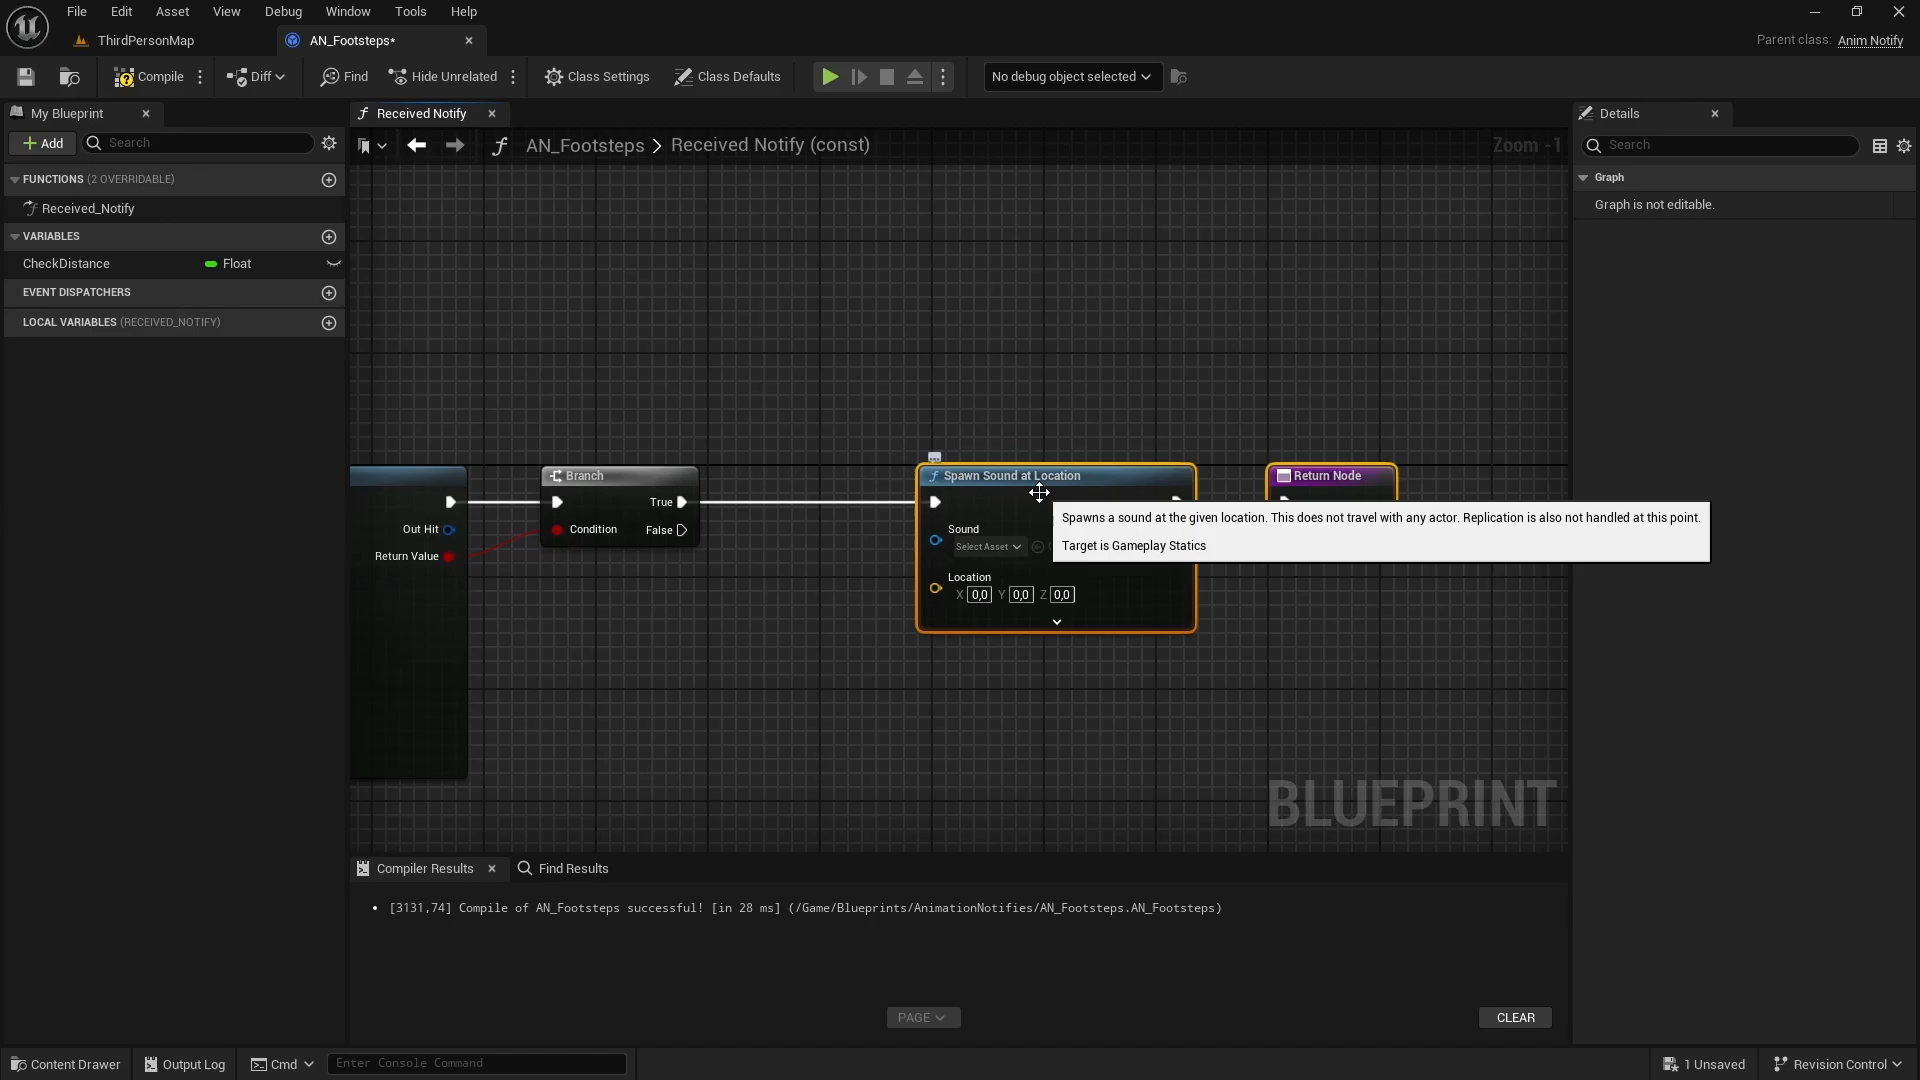 File Edit Asset View Debug Window Tools Help
ThirdPersonMap
AN_Footsteps*
Parent class: Anim Notify
Compile
Diff
Find
Hide Unrelated
Class Settings
Class Defaults
No debug object selected
My Blueprint
Add
Search
FUNCTIONS (2 OVERRIDABLE)
Received_Notify
VARIABLES
CheckDistance Float
EVENT DISPATCHERS
LOCAL VARIABLES (RECEIVED_NOTIFY)
Received Notify
AN_Footsteps > Received Notify (const)
Zoom -1
Out Hit
Return Value
Branch
True
Condition
False
Spawn Sound at Location
Sound
Select Asset
Location
X 0,0 Y 0,0 Z 0,0
Return Node
Spawns a sound at the given location. This does not travel with any actor. Replication is also not handled at this point.
Target is Gameplay Statics
BLUEPRINT
Details
Search
Graph
Graph is not editable.
Compiler Results
Find Results
[3131,74] Compile of AN_Footsteps successful! [in 28 ms] (/Game/Blueprints/AnimationNotifies/AN_Footsteps.AN_Footsteps)
PAGE
CLEAR
Content Drawer
Output Log
Cmd
Enter Console Command
1 Unsaved
Revision Control